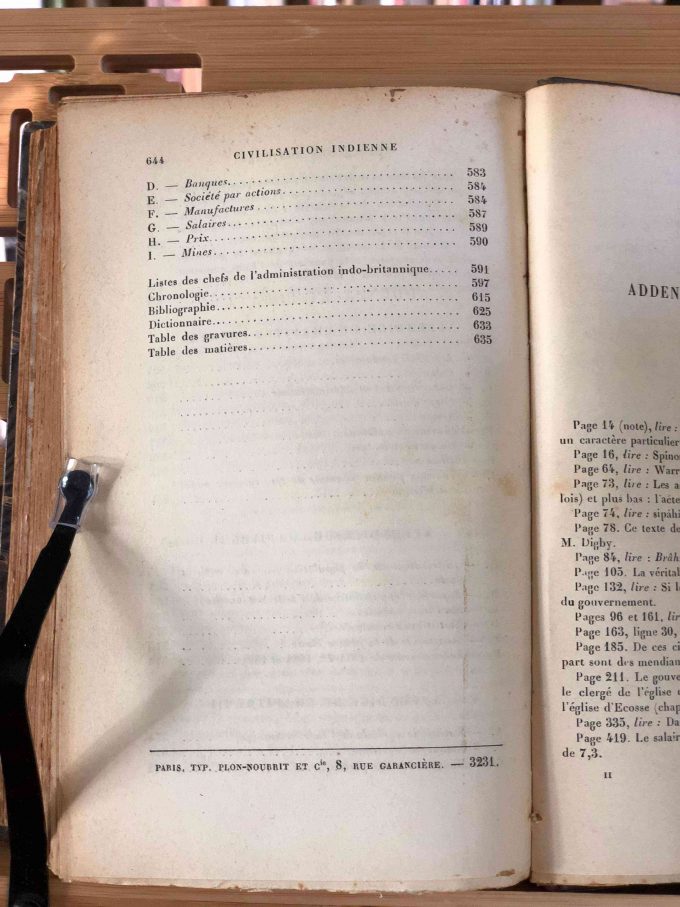 644 CIVILISATION INDIENNE
D. — Banques........ 583
E. — Société par actions........ 584
F. — Manufactures........ 584
G. — Salaires........ 587
H. — Prix........ 589
I. — Mines........ 590
Listes des chefs de l'administration indo-britannique..... 591
Chronologie........ 597
Bibliographie........ 615
Dictionnaire........ 625
Table des gravures........ 633
Table des matières........ 635
PARIS, TYP. PLON-NOURRIT ET Cie, 8, RUE GARANCIÈRE. — 3231.
ADDEN
Page 14 (note), lire :
un caractère particulier
Page 16, lire : Spino
Page 64, lire : Warr
Page 73, lire : Les a
lois) et plus bas : l'acte
Page 74, lire : sipâhi
Page 78. Ce texte de
M. Digby.
Page 84, lire : Brâh
Page 105. La vérital
Page 132, lire : Si l
du gouvernement.
Pages 96 et 161, lir
Page 163, ligne 30,
Page 185. De ces ci
part sont des mendian
Page 211. Le gouve
le clergé de l'église
l'église d'Ecosse (chap
Page 335, lire : Da
Page 419. Le salair
de 7,3.
II